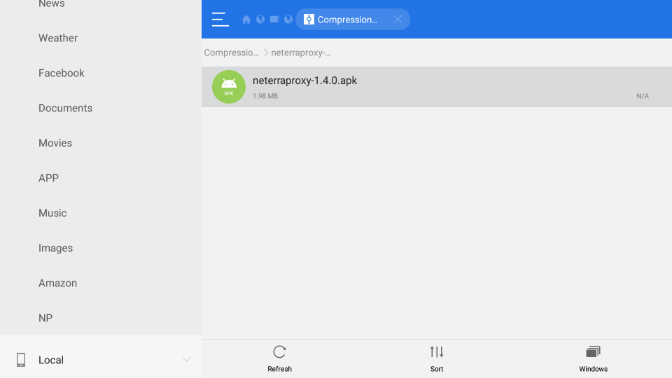 News
Weather
Facebook
Documents
Movies
APP
Music
Images
Amazon
NP
Local
Compression...
Compressio... neterraproxy-...
neterraproxy-1.4.0.apk
APK
1.98 MB
N/A
Refresh
Sort
Windows